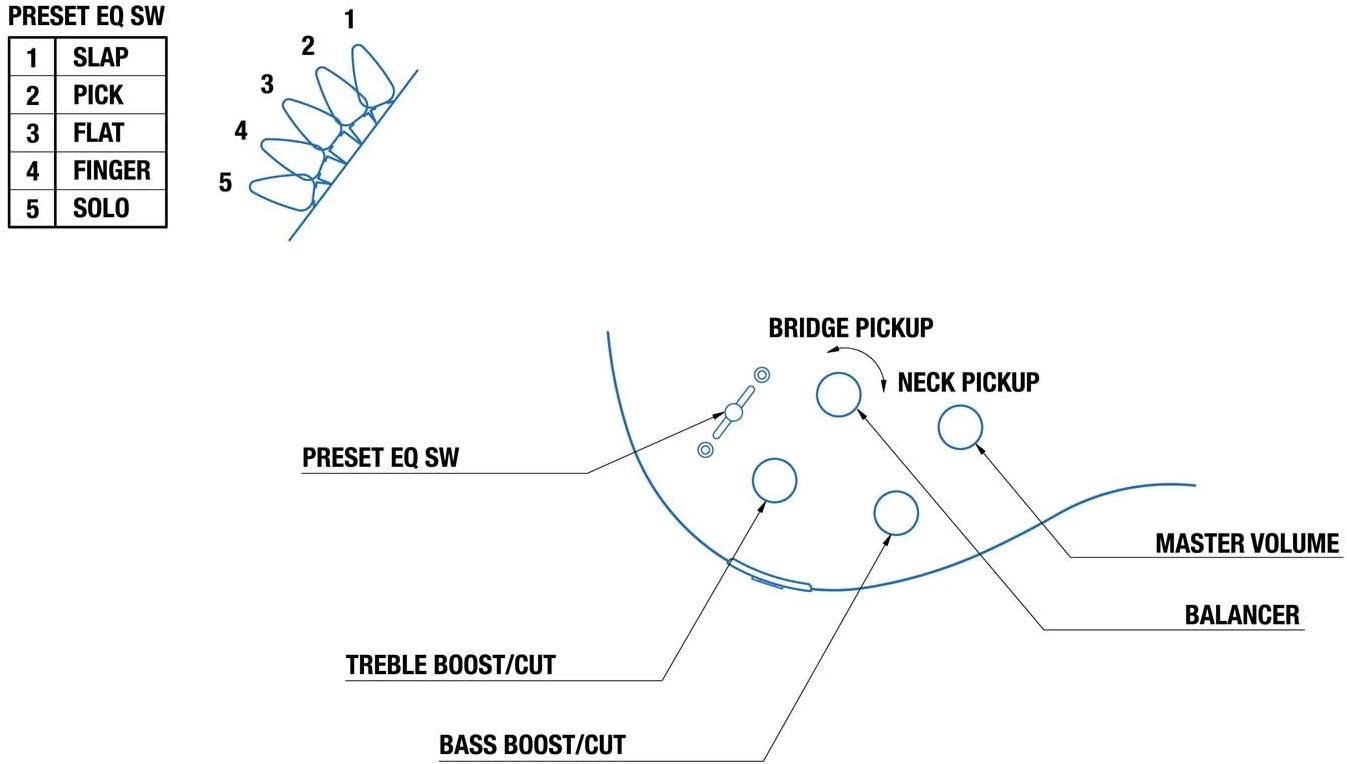 PRESET EQ SW
1 SLAP
2 PICK
3 FLAT
4 FINGER
5 SOLO
1
2
3
4
5
BRIDGE PICKUP
NECK PICKUP
PRESET EQ SW
MASTER VOLUME
BALANCER
TREBLE BOOST/CUT
BASS BOOST/CUT